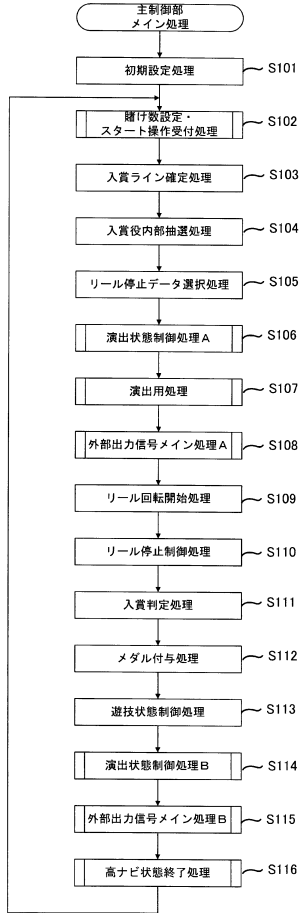 主制御部
メイン処理
初期設定処理
S101
賭け数設定・
スタート操作受付処理
S102
入賞ライン確定処理
S103
入賞役内部抽選処理
S104
リール停止データ選択処理
S105
演出状態制御処理A
S106
演出用処理
S107
外部出力信号メイン処理A
S108
リール回転開始処理
S109
リール停止制御処理
S110
入賞判定処理
S111
メダル付与処理
S112
遊技状態制御処理
S113
演出状態制御処理B
S114
外部出力信号メイン処理B
S115
高ナビ状態終了処理
S116